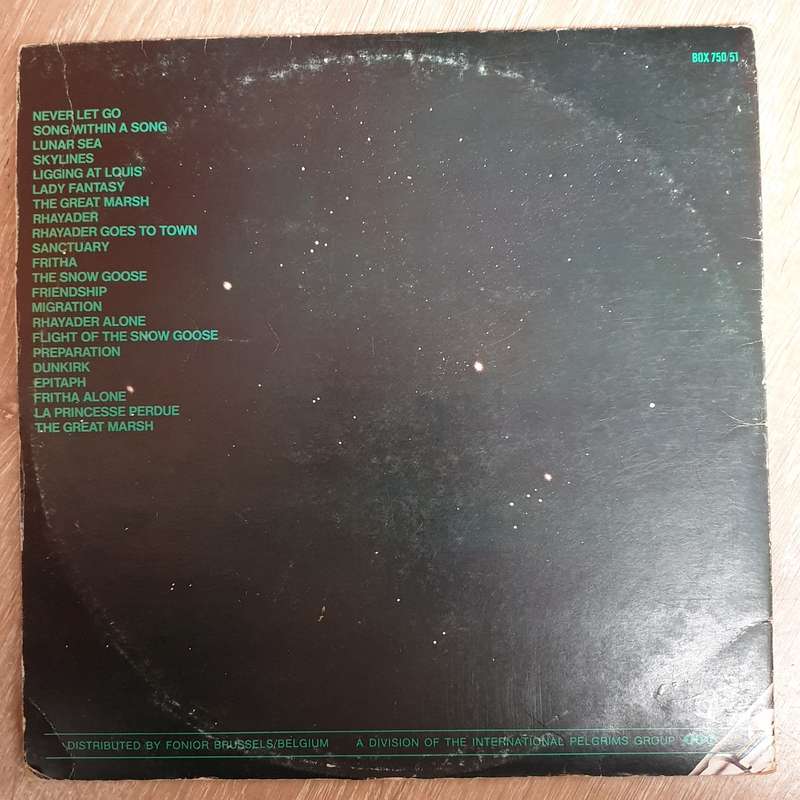 BOX 750/51
NEVER LET GO
SONG WITHIN A SONG
LUNAR SEA
SKYLINES
LIGGING AT LOUIS'
LADY FANTASY
THE GREAT MARSH
RHAYADER
RHAYADER GOES TO TOWN
SANCTUARY
FRITHA
THE SNOW GOOSE
FRIENDSHIP
MIGRATION
RHAYADER ALONE
FLIGHT OF THE SNOW GOOSE
PREPARATION
DUNKIRK
EPITAPH
FRITHA ALONE
LA PRINCESSE PERDUE
THE GREAT MARSH
DISTRIBUTED BY FONIOR BRUSSELS/BELGIUM A DIVISION OF THE INTERNATIONAL PELGRIMS GROUP